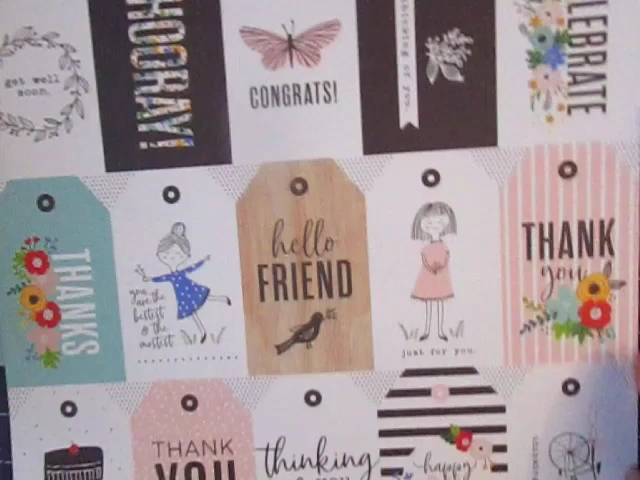 get well
soon.
HOORAY!
CONGRATS!
of you.
CELEBRATE
THANKS
you
are the
bestest
& the
mostest
hello
FRIEND
just for you.
THANK
you
THANK
YOU
thinking
happy